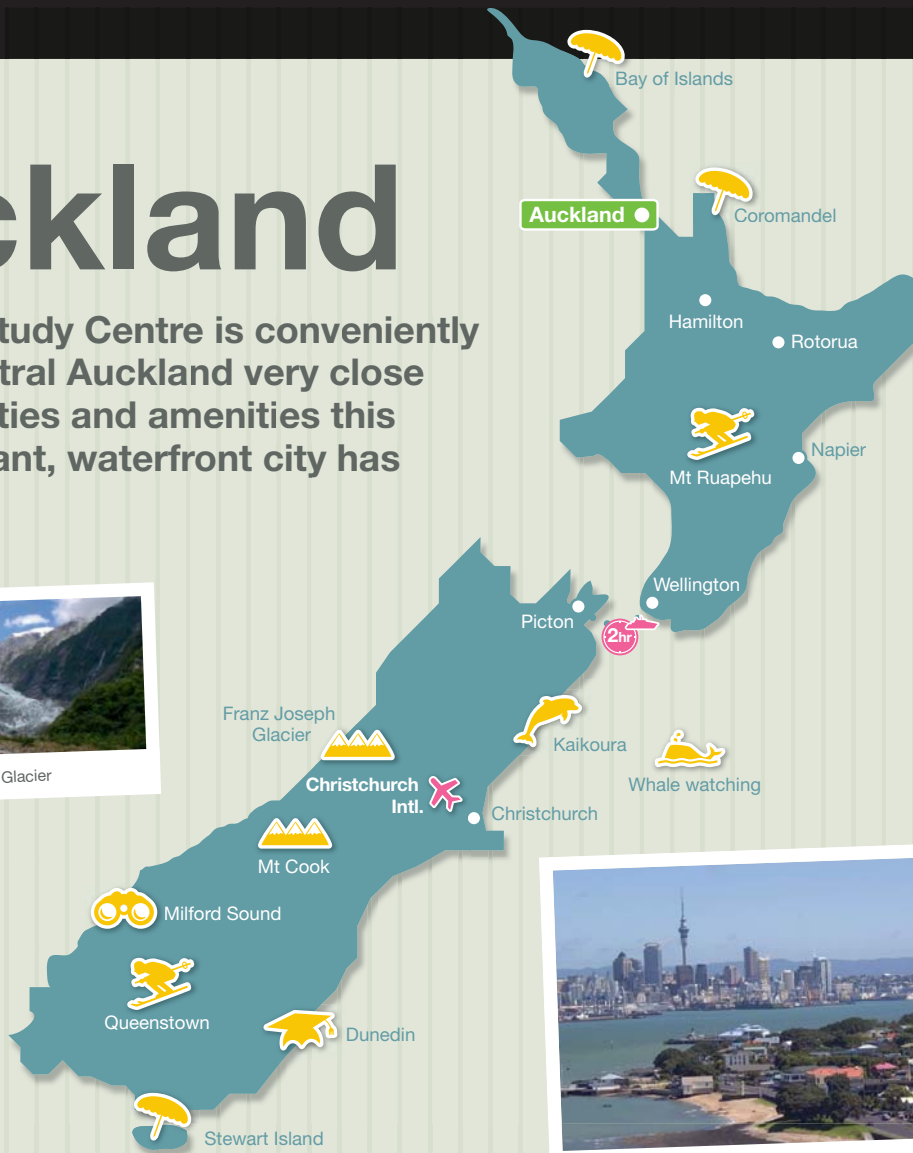 ckland
tudy Centre is conveniently
tral Auckland very close
ties and amenities this
ant, waterfront city has
Bay of Islands
Auckland
Coromandel
Hamilton
Rotorua
Mt Ruapehu
Napier
Wellington
Picton
2hr
Glacier
Franz Joseph
Glacier
Kaikoura
Whale watching
Christchurch
Intl.
Christchurch
Mt Cook
Milford Sound
Queenstown
Dunedin
Stewart Island